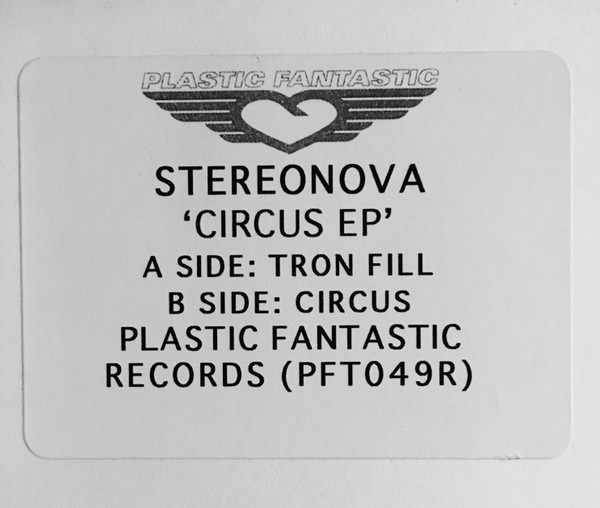 PLASTIC FANTASTIC
STEREONOVA
‘CIRCUS EP’
A SIDE: TRON FILL
B SIDE: CIRCUS
PLASTIC FANTASTIC
RECORDS (PFT049R)